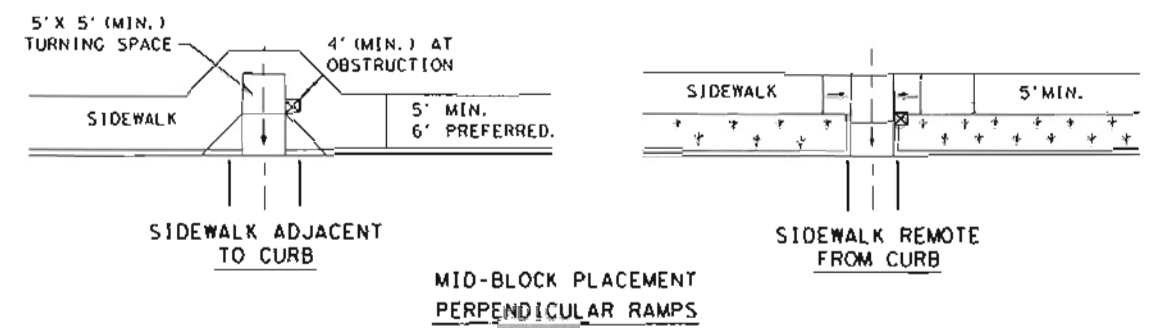 5' X 5' (MIN.)
TURNING SPACE
4' (MIN.) AT
OBSTRUCTION
SIDEWALK
5' MIN.
6' PREFERRED.
SIDEWALK ADJACENT
TO CURB
SIDEWALK
5'MIN.
SIDEWALK REMOTE
FROM CURB
MID-BLOCK PLACEMENT
PERPENDICULAR RAMPS